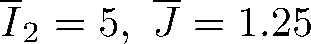 I̅₂ = 5, J̅ = 1.25